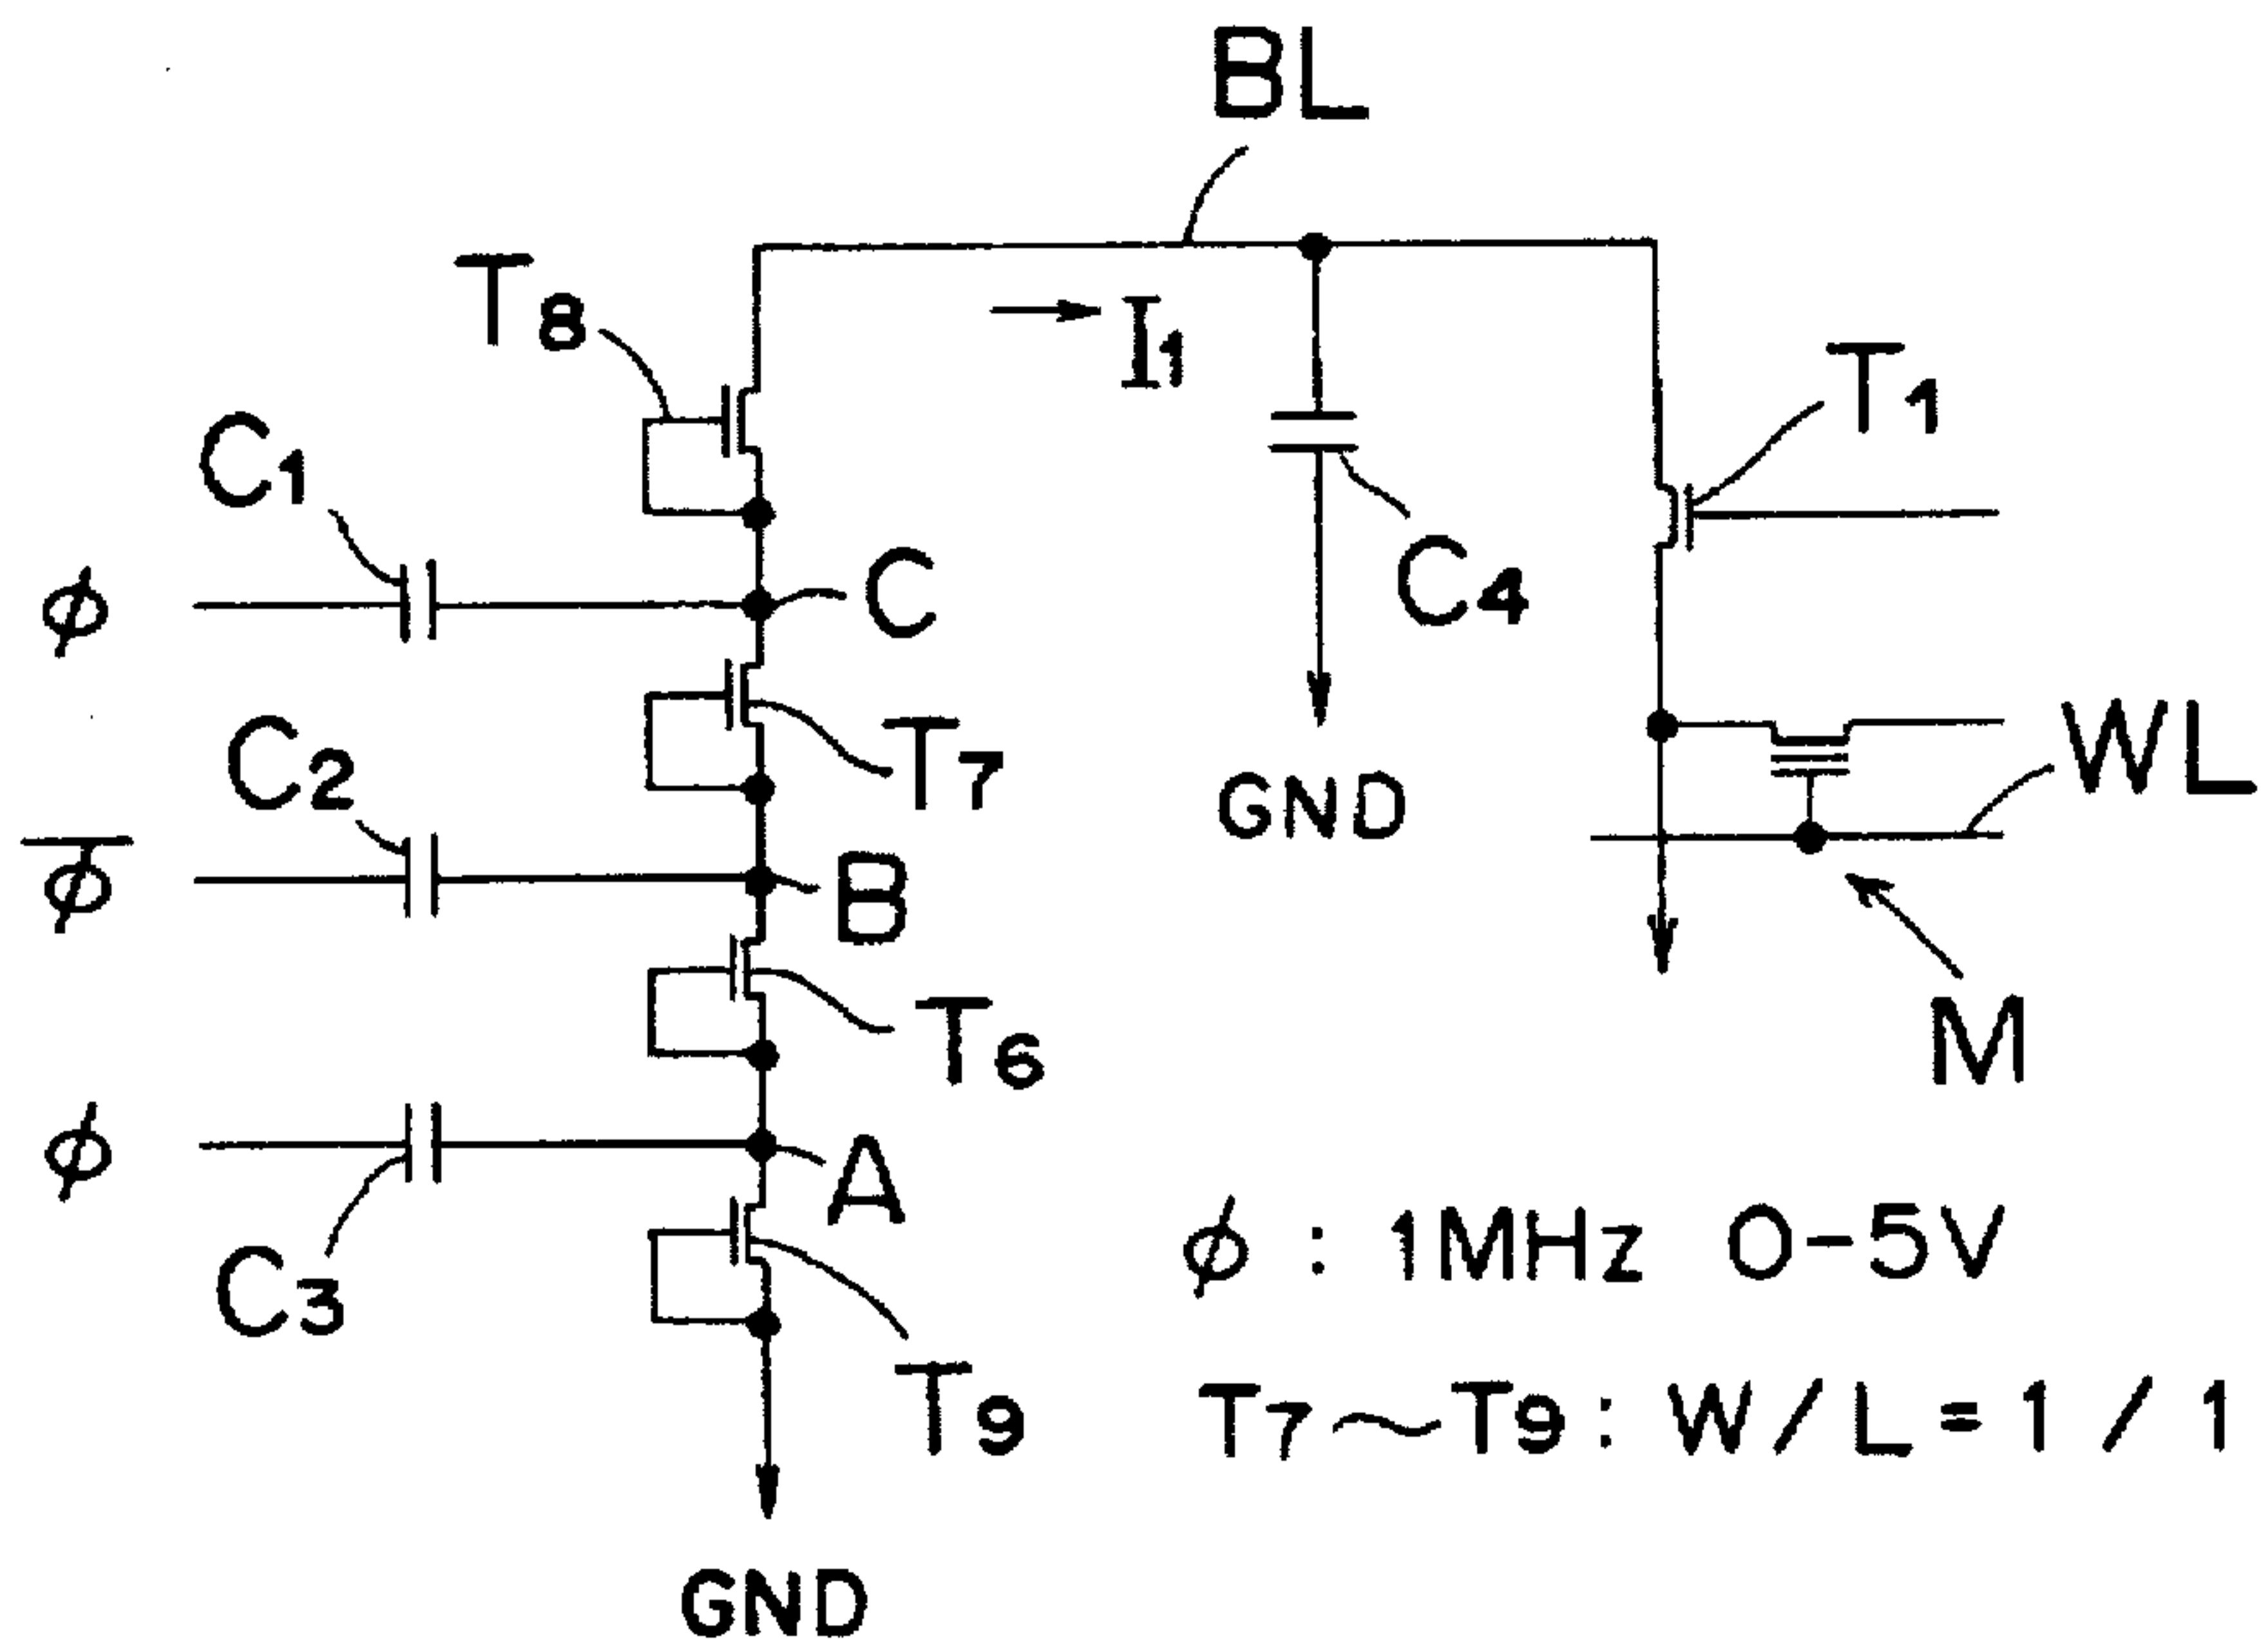 BL
T8
I1
T1
C1
C
C4
ϕ
T7
WL
C2
GND
B
ϕ̅
T6
M
ϕ
A
C3
ϕ : 1MHz 0-5V
T9
T7~T9: W/L=1/1
GND